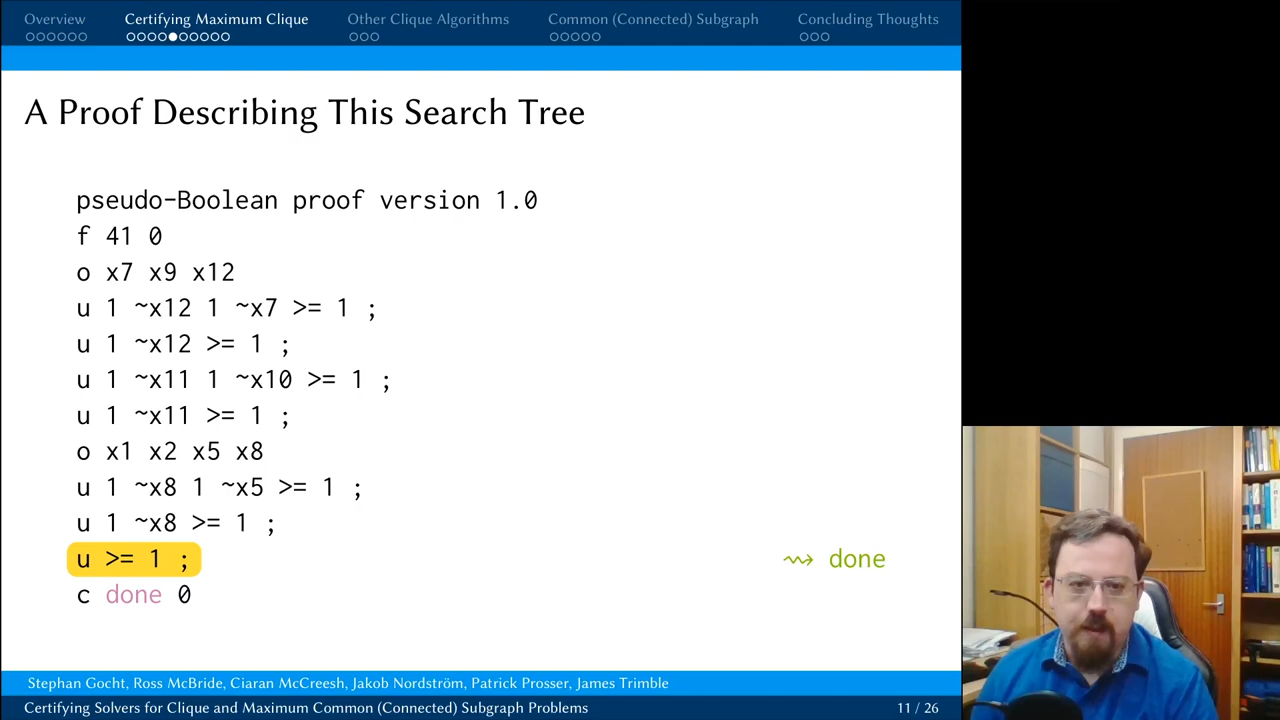 Overview Certifying Maximum Clique Other Clique Algorithms Common (Connected) Subgraph Concluding Thoughts
A Proof Describing This Search Tree
pseudo-Boolean proof version 1.0
f 41 0
o x7 x9 x12
u 1 ~x12 1 ~x7 >= 1 ;
u 1 ~x12 >= 1 ;
u 1 ~x11 1 ~x10 >= 1 ;
u 1 ~x11 >= 1 ;
o x1 x2 x5 x8
u 1 ~x8 1 ~x5 >= 1 ;
u 1 ~x8 >= 1 ;
u >= 1 ; ⇝ done
c done 0
Stephan Gocht, Ross McBride, Ciaran McCreesh, Jakob Nordström, Patrick Prosser, James Trimble
Certifying Solvers for Clique and Maximum Common (Connected) Subgraph Problems 11 / 26